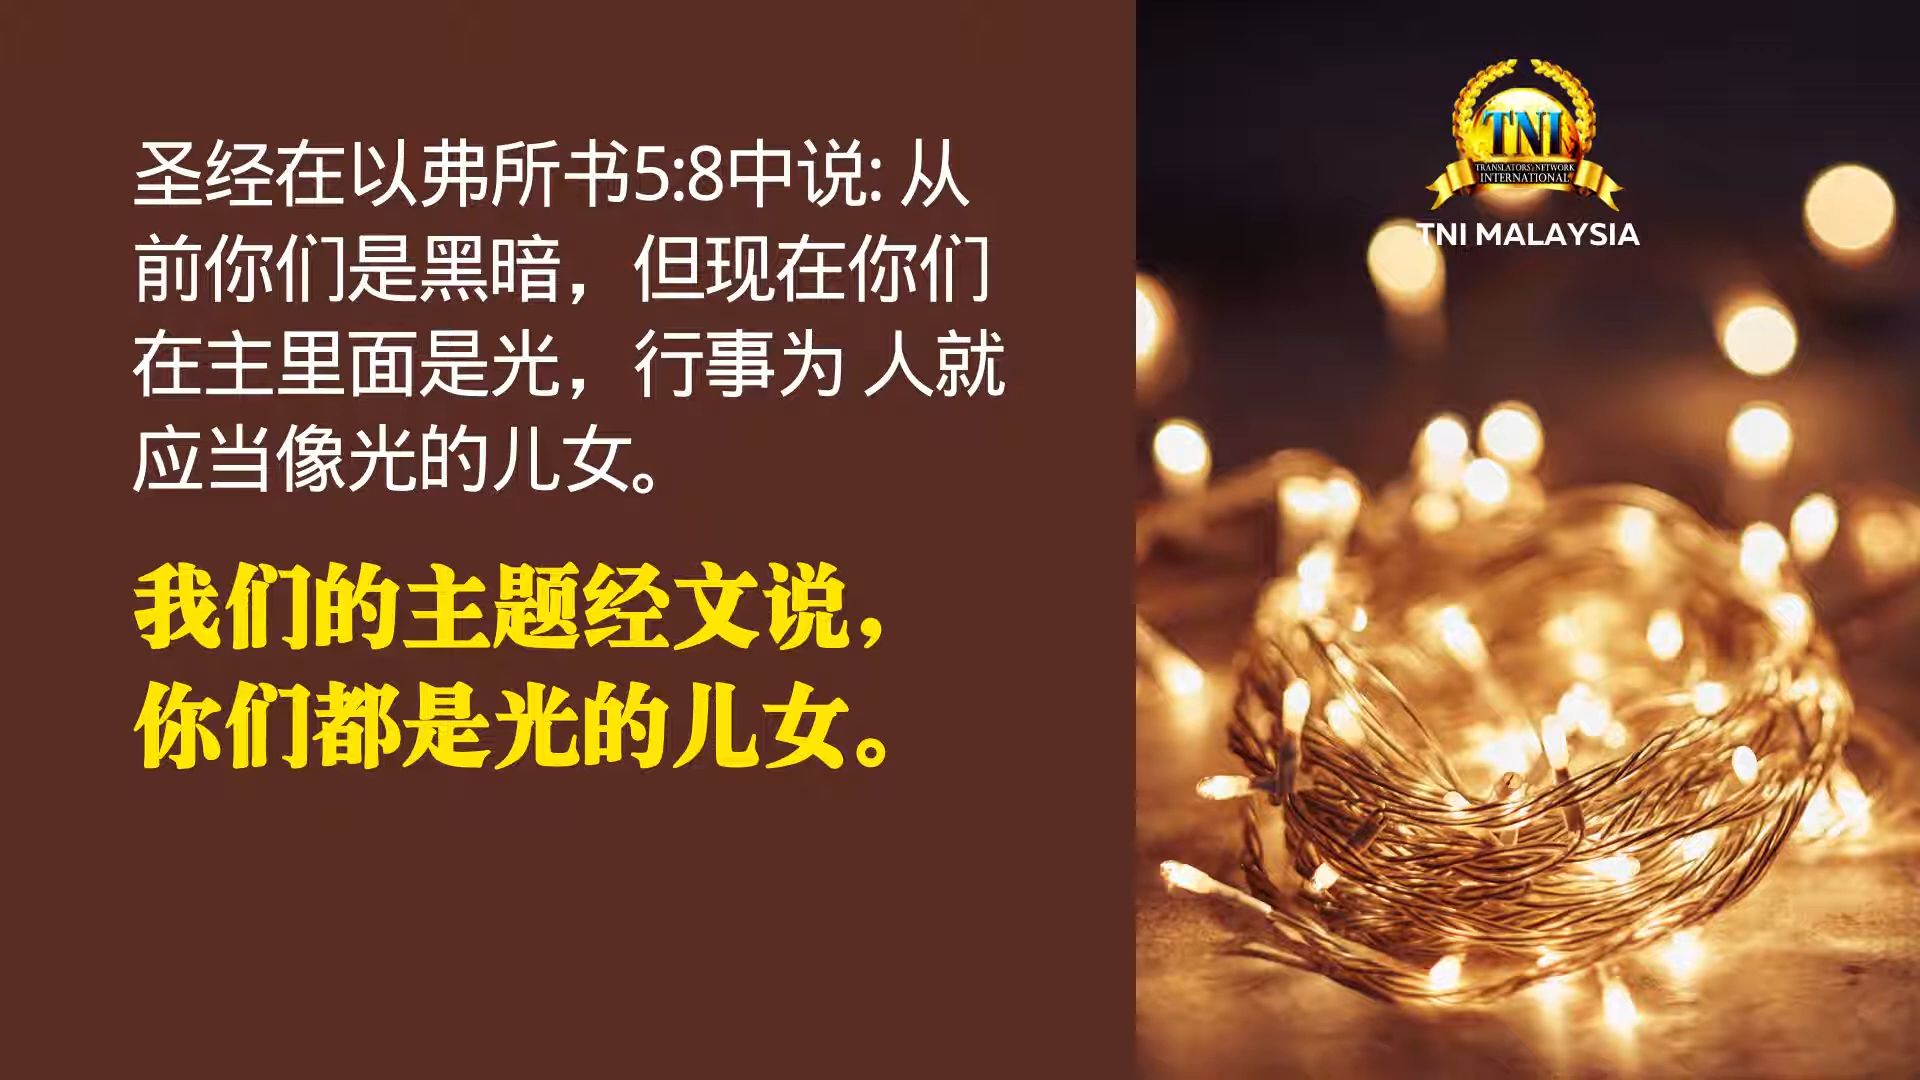 圣经在以弗所书5:8中说: 从
前你们是黑暗，但现在你们
在主里面是光，行事为 人就
应当像光的儿女。
我们的主题经文说，
你们都是光的儿女。
TNI
TRANSLATORS' NETWORK
INTERNATIONAL
TNI MALAYSIA